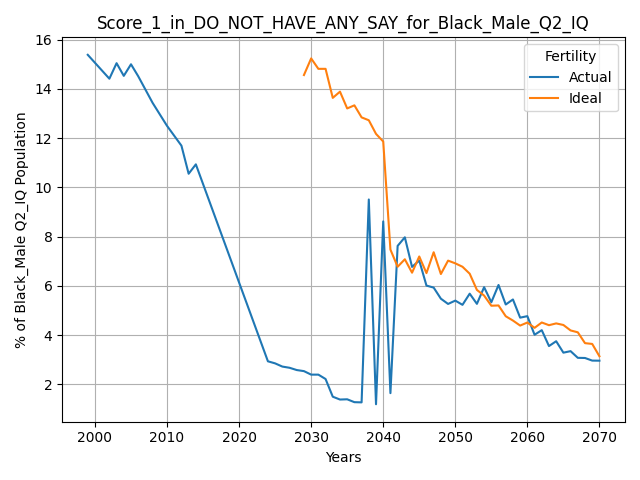 Score_1_in_DO_NOT_HAVE_ANY_SAY_for_Black_Male_Q2_IQ
16
14
12
10
8
6
4
2
% of Black_Male Q2_IQ Population
Fertility
Actual
Ideal
2000 2010 2020 2030 2040 2050 2060 2070
Years